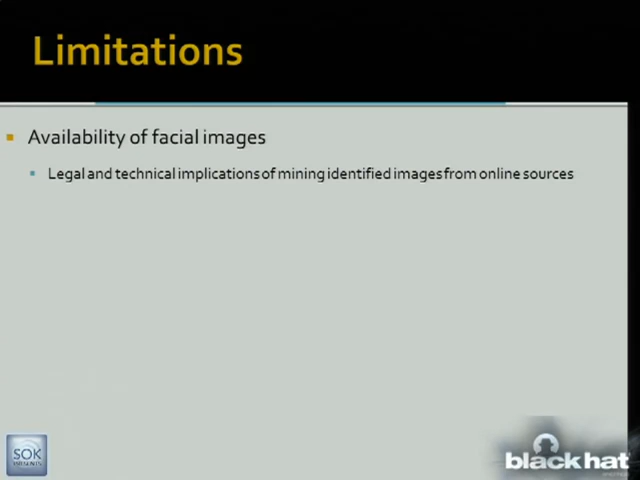 Limitations
Availability of facial images
Legal and technical implications of mining identified images from online sources
SOK
PRESENTS
black hat